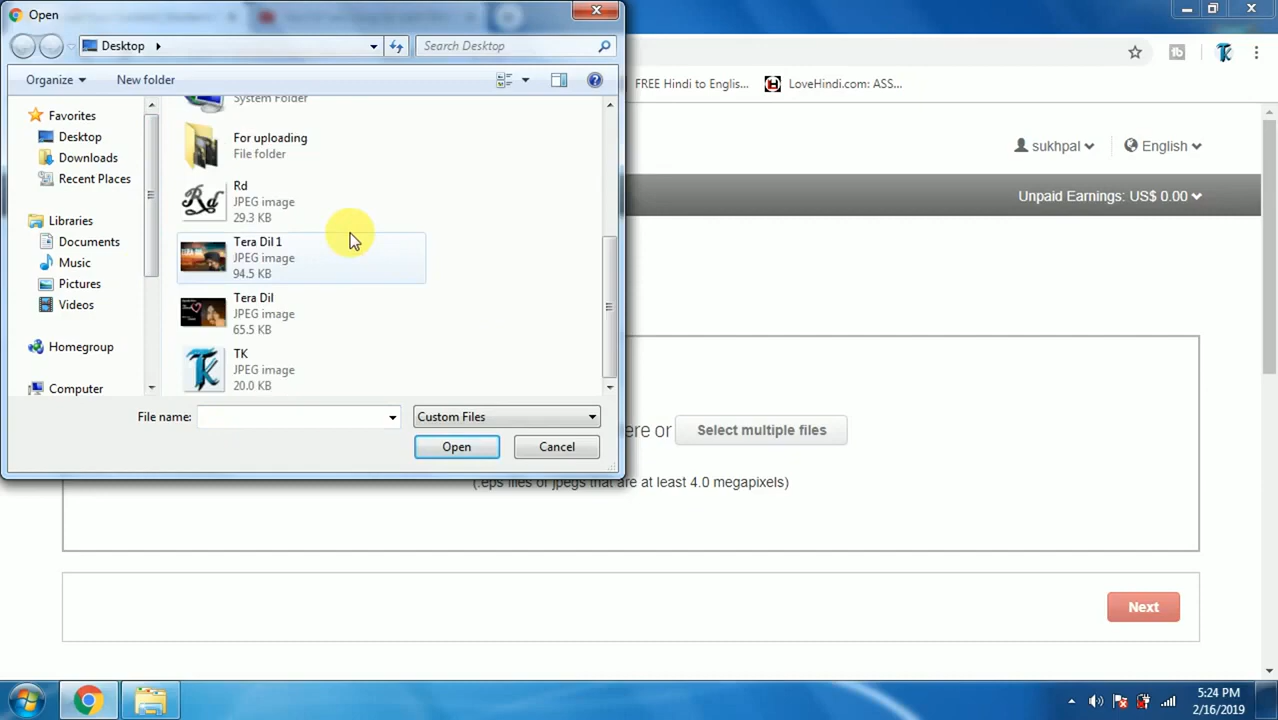 Open
Desktop
Search Desktop
Organize
New folder
FREE Hindi to Englis...
LoveHindi.com: ASS...
Favorites
Desktop
Downloads
Recent Places
Libraries
Documents
Music
Pictures
Videos
Homegroup
Computer
System Folder
For uploading
File folder
Rd
JPEG image
29.3 KB
Tera Dil 1
JPEG image
94.5 KB
Tera Dil
JPEG image
65.5 KB
TK
JPEG image
20.0 KB
File name:
Custom Files
Open
Cancel
sukhpal
English
Unpaid Earnings: US$ 0.00
ere or
Select multiple files
(.eps files or jpegs that are at least 4.0 megapixels)
Next
5:24 PM
2/16/2019